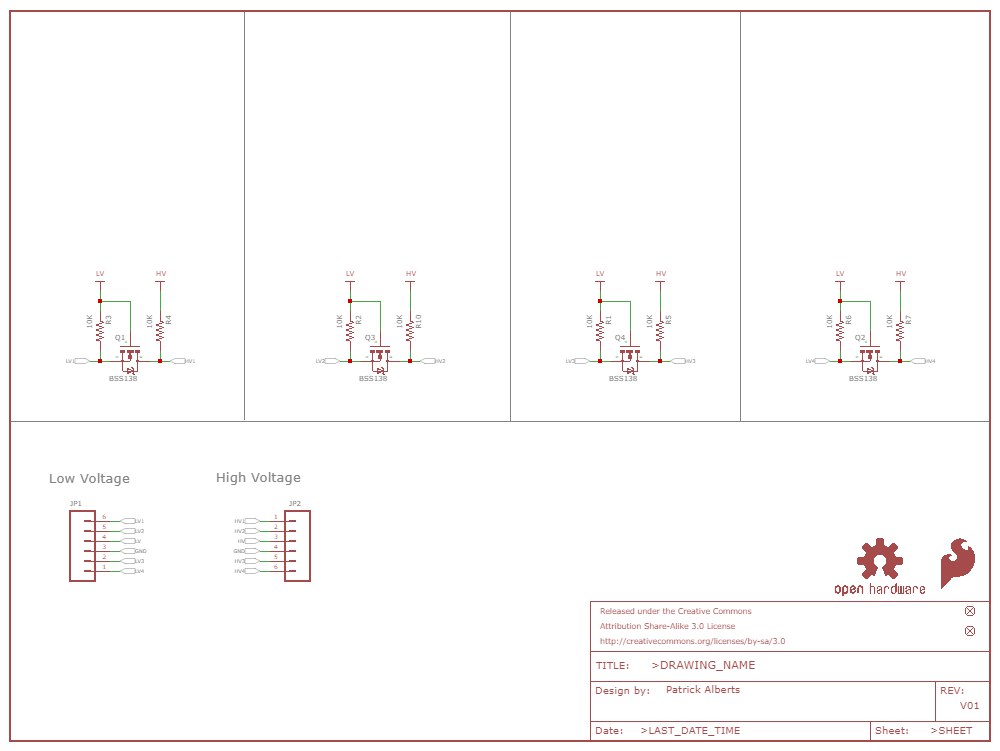 LV HV
10K R3 10K R4
Q1
LV1 HV1
BSS138
LV HV
10K R2 10K R10
Q3
LV2 HV2
BSS138
LV HV
10K R1 10K R5
Q4
LV3 HV3
BSS138
LV HV
10K R6 10K R7
Q2
LV4 HV4
BSS138
Low Voltage
JP1
6 LV1
5 LV2
4 LV
3 GND
2 LV3
1 LV4
High Voltage
JP2
HV1 1
HV2 2
HV 3
GND 4
HV3 5
HV4 6
open hardware
Released under the Creative Commons
Attribution Share-Alike 3.0 License
http://creativecommons.org/licenses/by-sa/3.0
TITLE: >DRAWING_NAME
Design by: Patrick Alberts
REV:
V01
Date: >LAST_DATE_TIME
Sheet: >SHEET